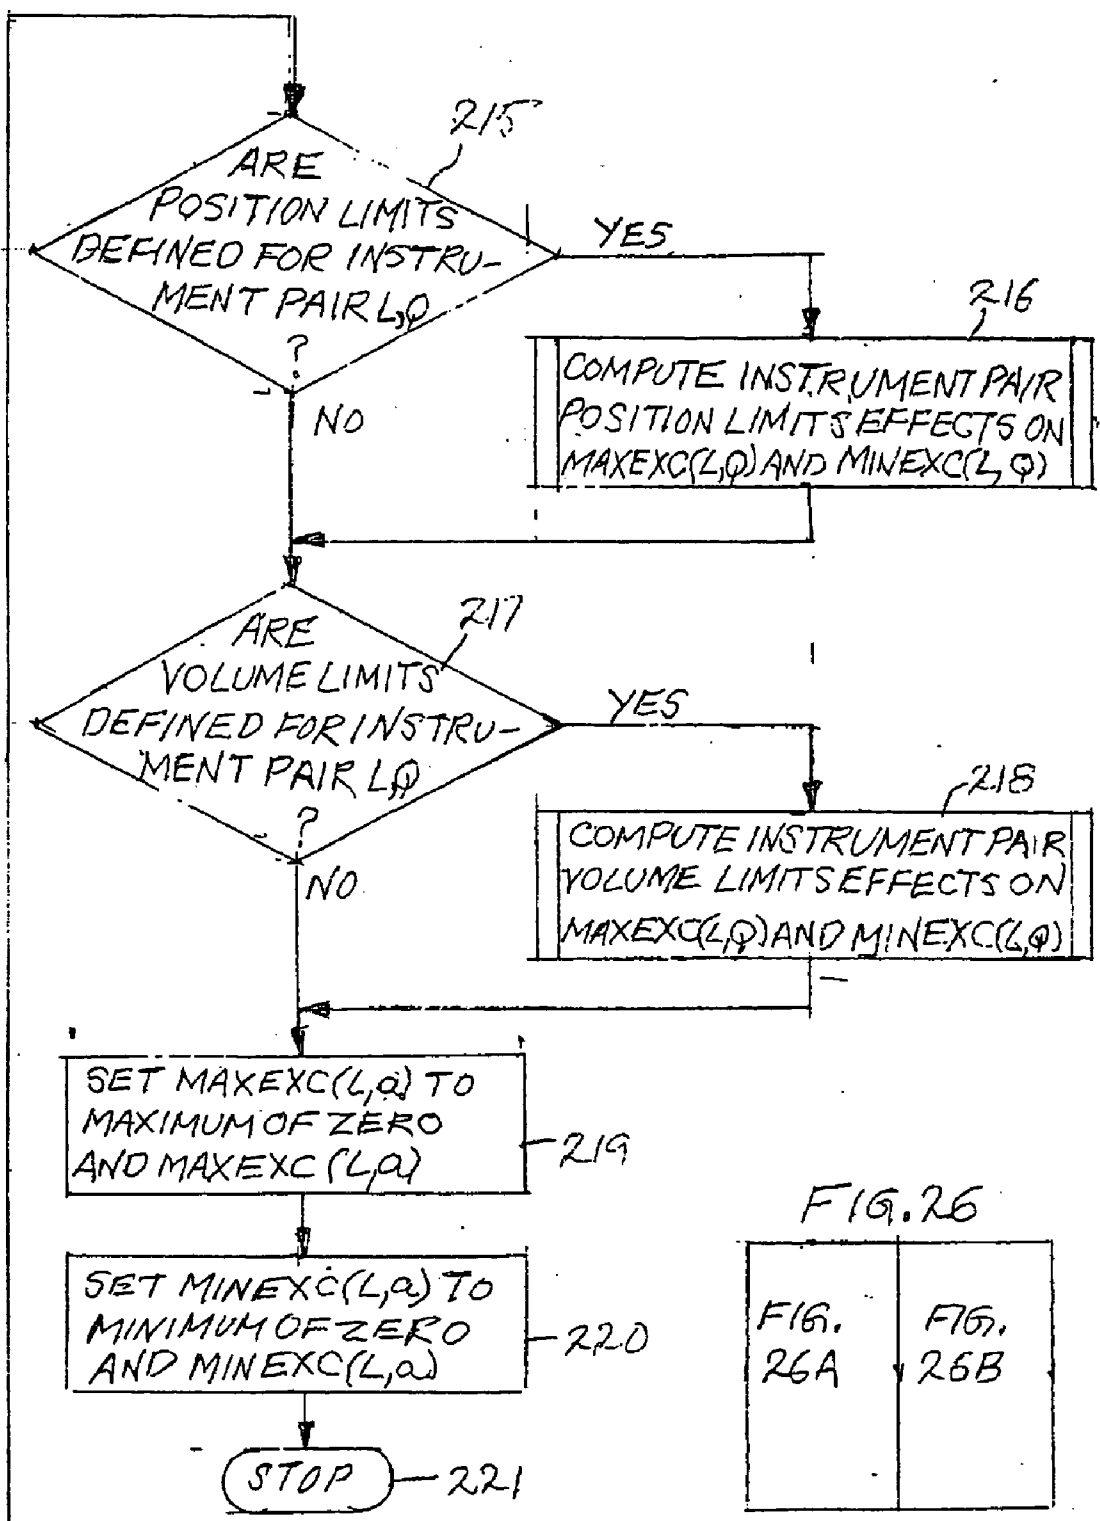 215
ARE
POSITION LIMITS
DEFINED FOR INSTRU-
MENT PAIR L,Q
?
YES
NO
216
COMPUTE INSTRUMENT PAIR
POSITION LIMITS EFFECTS ON
MAXEXC(L,Q) AND MINEXC(L,Q)
217
ARE
VOLUME LIMITS
DEFINED FOR INSTRU-
MENT PAIR L,Q
?
YES
NO
218
COMPUTE INSTRUMENT PAIR
VOLUME LIMITS EFFECTS ON
MAXEXC(L,Q) AND MINEXC(L,Q)
SET MAXEXC(L,Q) TO
MAXIMUM OF ZERO
AND MAXEXC (L,Q)
219
SET MINEXC(L,Q) TO
MINIMUM OF ZERO
AND MINEXC(L,Q)
220
STOP
221
FIG. 26
FIG.
26A
FIG.
26B